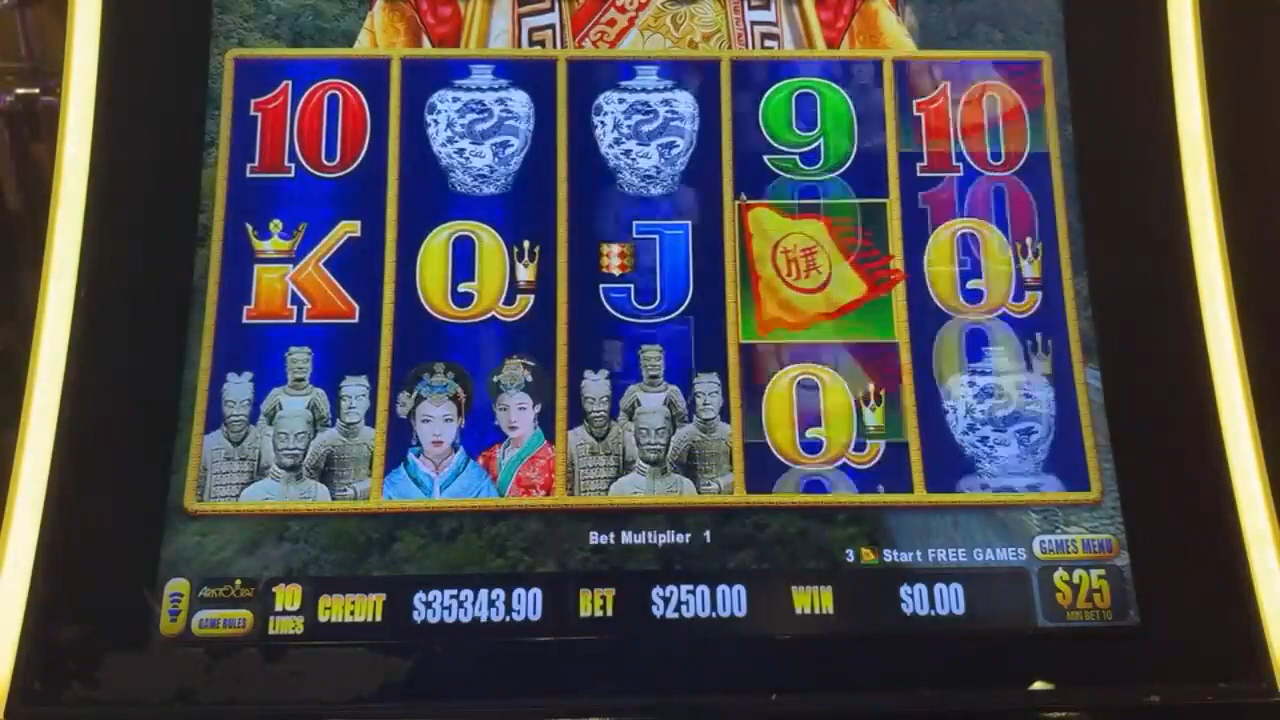 10 9 10
K Q J 旗 Q
Q
Bet Multiplier 1
3 Start FREE GAMES GAMES MENU
ARISTOCRAT 10 LINES CREDIT $35343.90 BET $250.00 WIN $0.00 $25
GAME RULES MIN BET 10